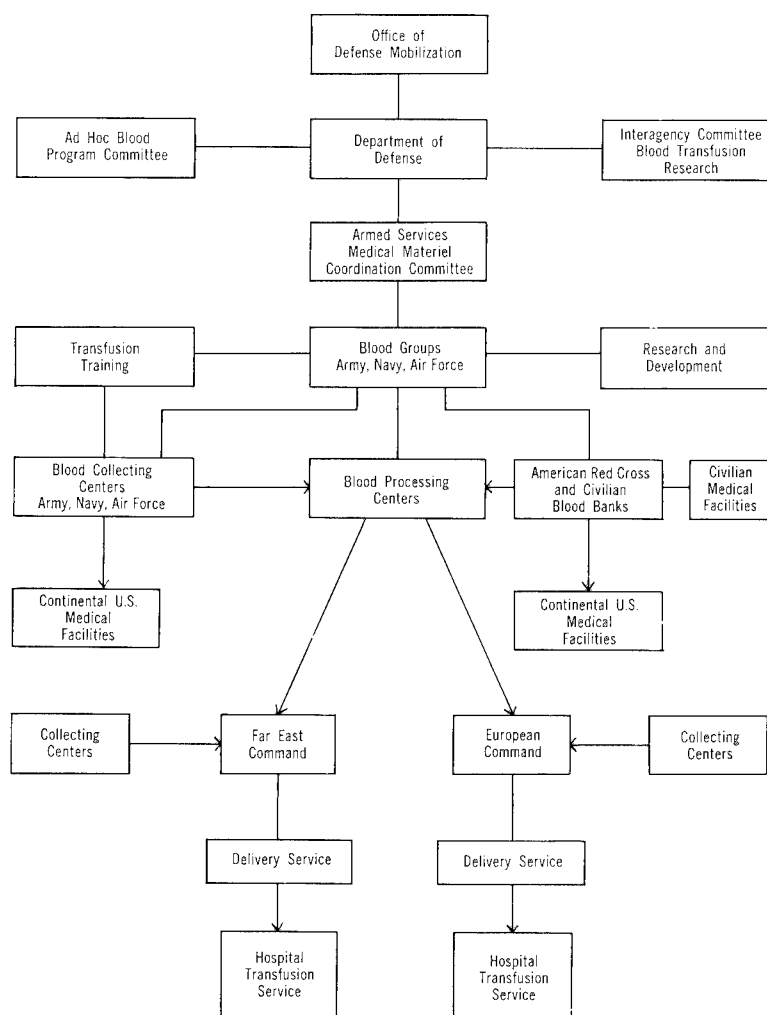 Office of
Defense Mobilization
Ad Hoc Blood
Program Committee
Department of
Defense
Interagency Committee
Blood Transfusion
Research
Armed Services
Medical Materiel
Coordination Committee
Transfusion
Training
Blood Groups
Army, Navy, Air Force
Research and
Development
Blood Collecting
Centers
Army, Navy, Air Force
Blood Processing
Centers
American Red Cross
and Civilian
Blood Banks
Civilian
Medical
Facilities
Continental U.S.
Medical
Facilities
Continental U.S.
Medical
Facilities
Collecting
Centers
Far East
Command
European
Command
Collecting
Centers
Delivery Service
Delivery Service
Hospital
Transfusion
Service
Hospital
Transfusion
Service